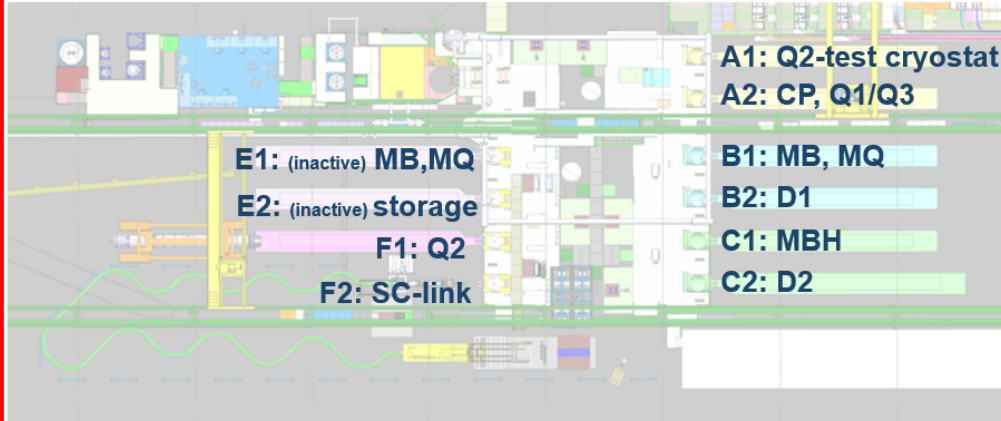 A1: Q2-test cryostat
A2: CP, Q1/Q3
E1: (inactive) MB,MQ
B1: MB, MQ
E2: (inactive) storage
B2: D1
F1: Q2
C1: MBH
F2: SC-link
C2: D2